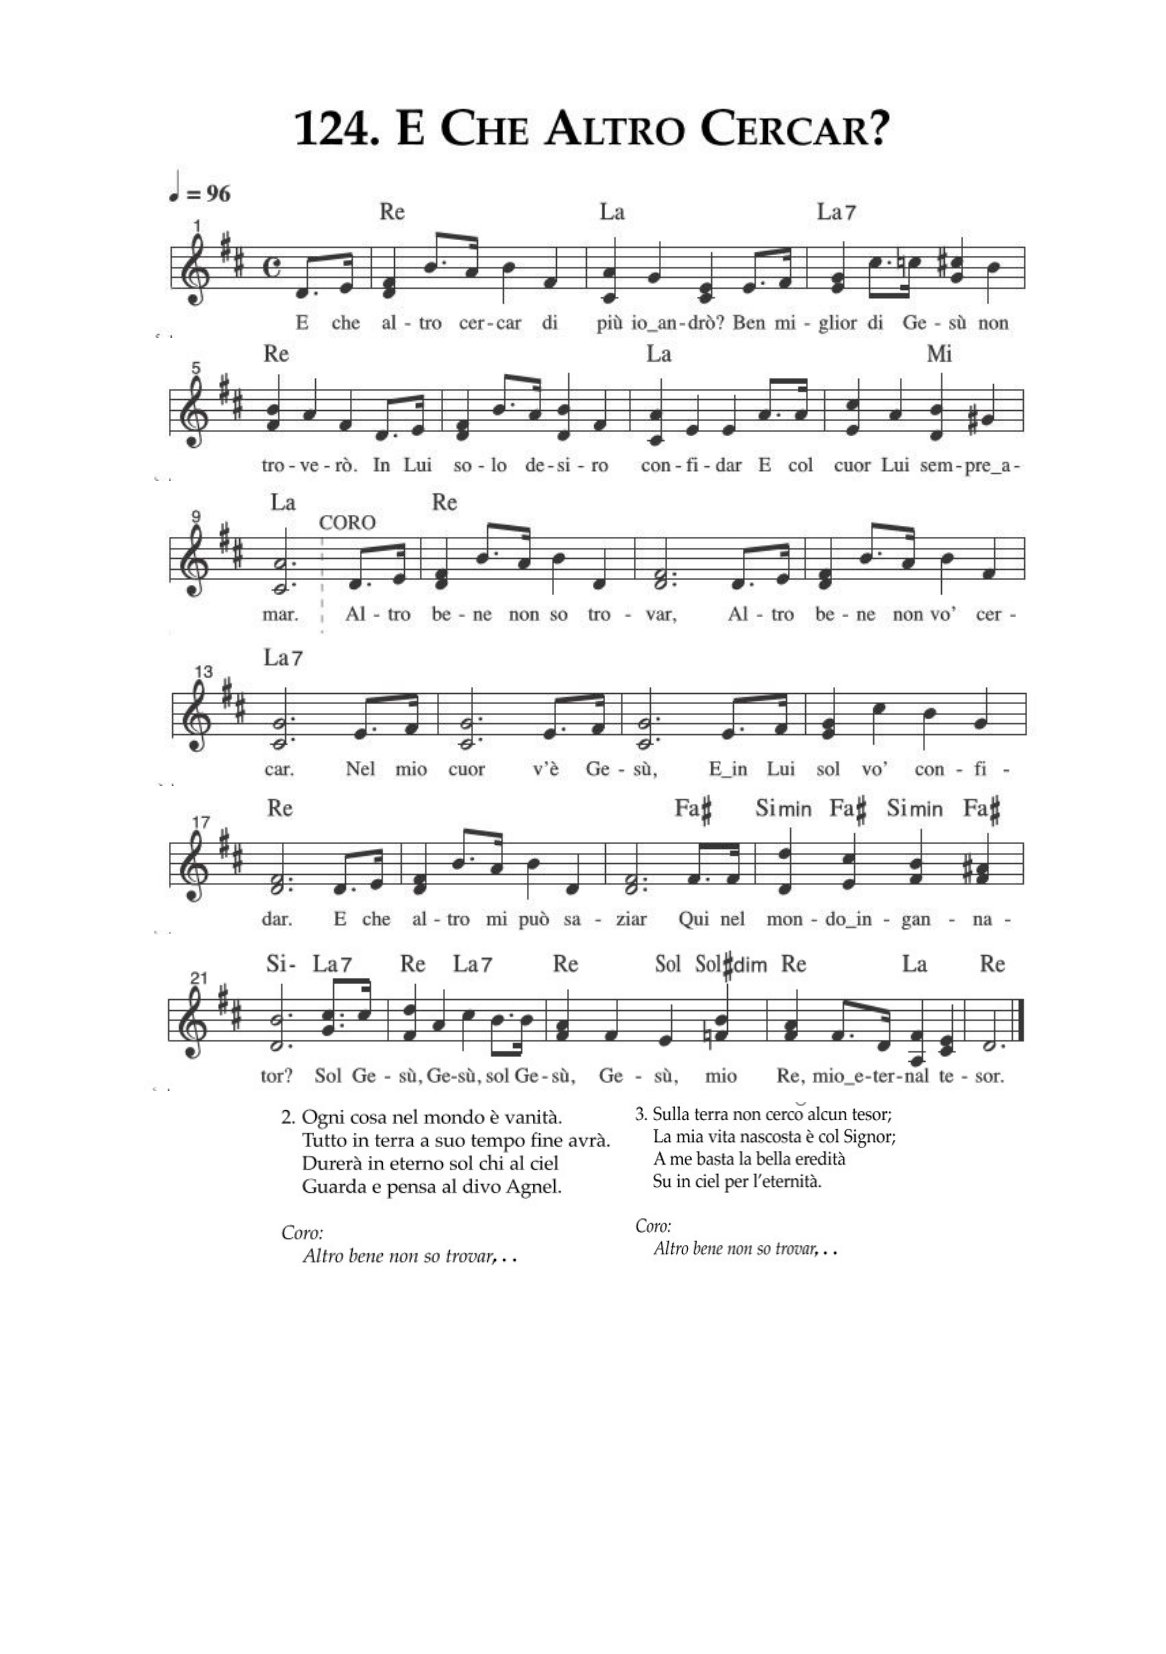 124. E CHE ALTRO CERCAR?
♩ = 96
Re La La7
1
E che al - tro cer - car di più io_an - drò? Ben mi - glior di Ge - sù non
Re La Mi
5
tro - ve - rò. In Lui so - lo de - si - ro con - fi - dar E col cuor Lui sem - pre_a -
La CORO Re
9
mar. Al - tro be - ne non so tro - var, Al - tro be - ne non vo' cer -
La7
13
car. Nel mio cuor v'è Ge - sù, E_in Lui sol vo' con - fi -
Re Fa♯ Simin Fa♯ Simin Fa♯
17
dar. E che al - tro mi può sa - ziar Qui nel mon - do_in - gan - na -
Si- La7 Re La7 Re Sol Sol♯dim Re La Re
21
tor? Sol Ge - sù, Ge - sù, sol Ge - sù, Ge - sù, mio Re, mio_e - ter - nal te - sor.
2. Ogni cosa nel mondo è vanità.
Tutto in terra a suo tempo fine avrà.
Durerà in eterno sol chi al ciel
Guarda e pensa al divo Agnel.
Coro:
Altro bene non so trovar, . .
3. Sulla terra non cerco alcun tesor;
La mia vita nascosta è col Signor;
A me basta la bella eredità
Su in ciel per l'eternità.
Coro:
Altro bene non so trovar, . .